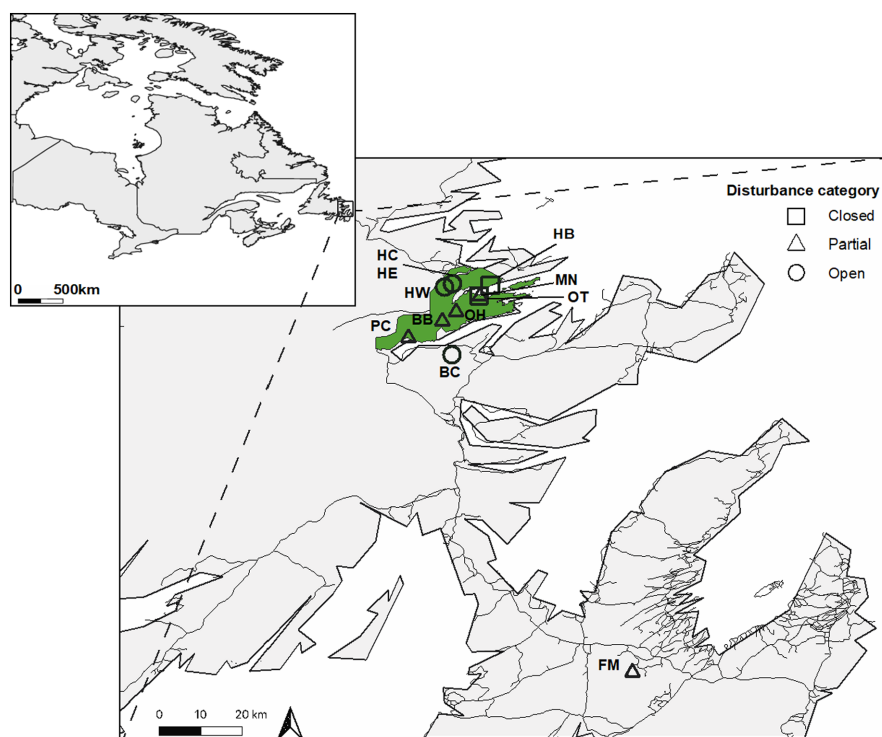 0 500km
Disturbance category
Closed
Partial
Open
HB
HC
HE
MN
HW
OT
OH
BB
PC
BC
FM
0 10 20 km